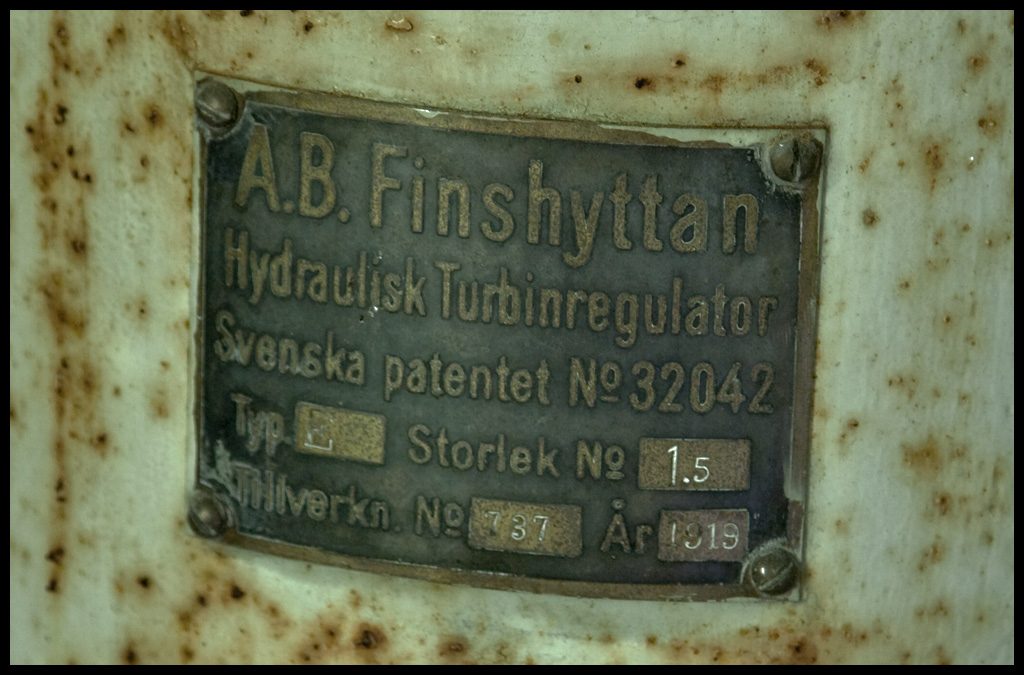 A.B. Finshyttan
Hydraulisk Turbinregulator
Svenska patentet Nº 32042
Typ. E Storlek Nº 1.5
Tillverkn. Nº 737 År 1919